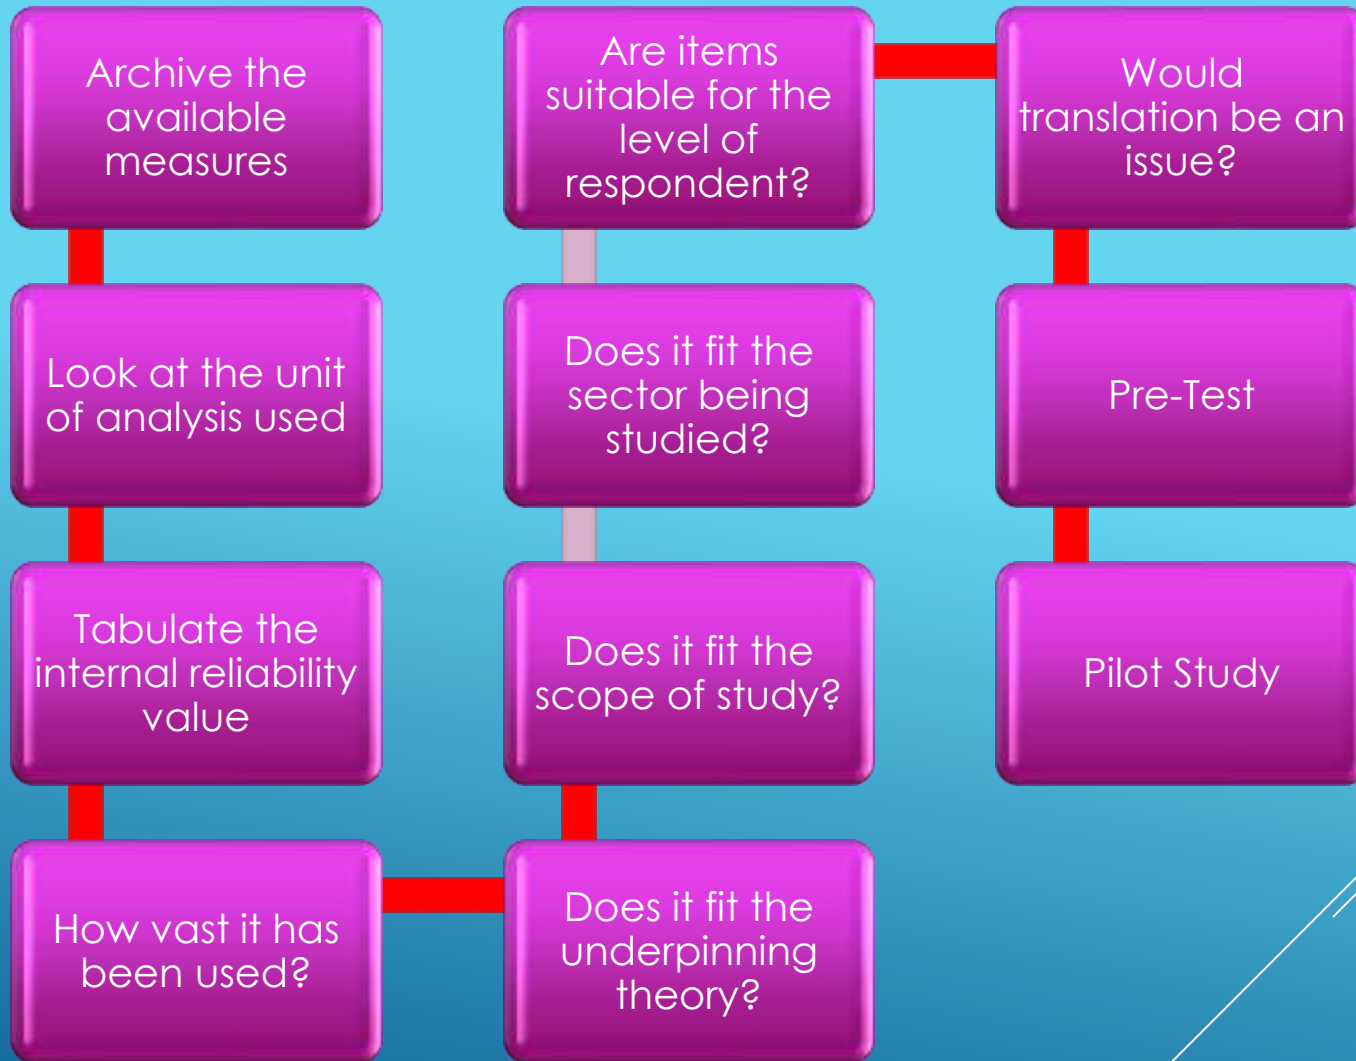 Archive the
available
measures
Look at the unit
of analysis used
Tabulate the
internal reliability
value
How vast it has
been used?
Does it fit the
underpinning
theory?
Does it fit the
scope of study?
Does it fit the
sector being
studied?
Are items
suitable for the
level of
respondent?
Would
translation be an
issue?
Pre-Test
Pilot Study